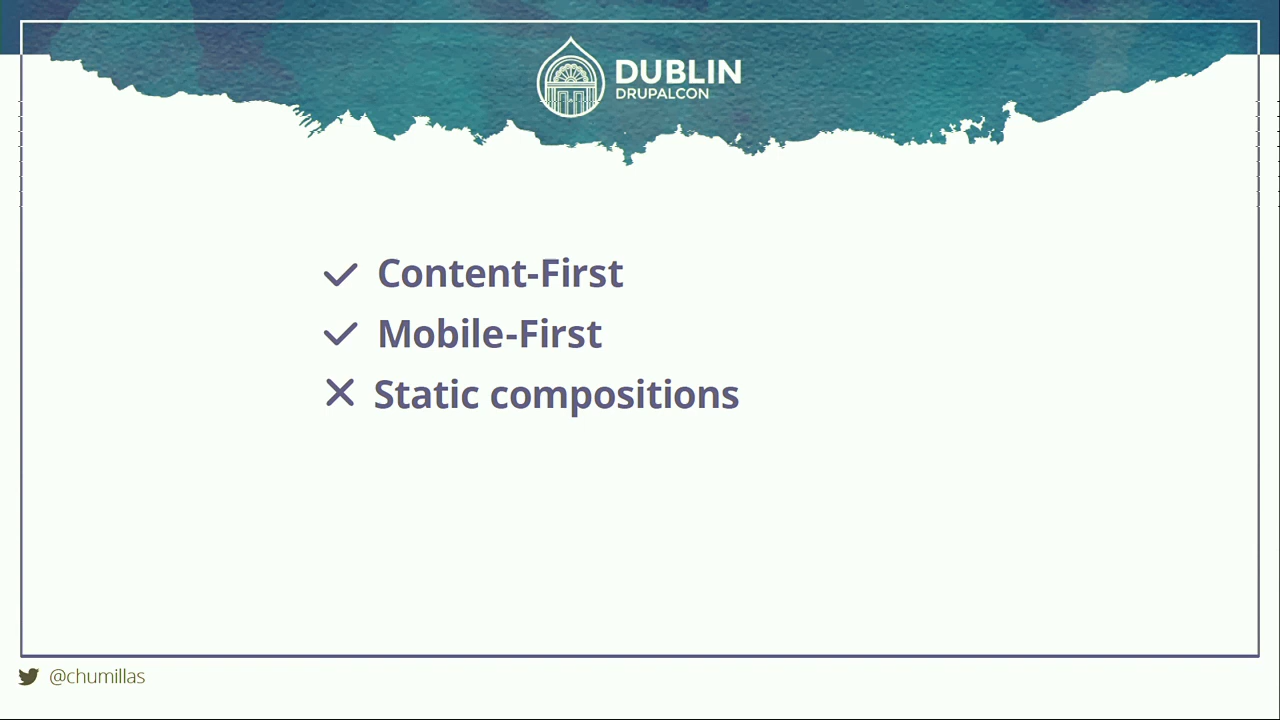 DUBLIN
DRUPALCON
Content-First
Mobile-First
Static compositions
@chumillas